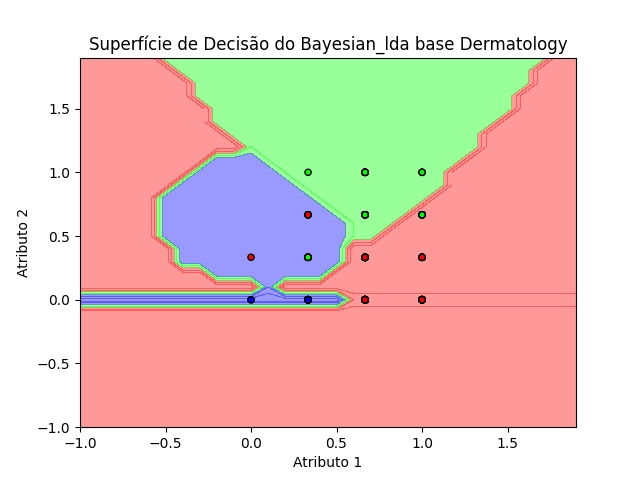 Superfície de Decisão do Bayesian_lda base Dermatology
1.5
1.0
0.5
0.0
−0.5
−1.0
Atributo 2
−1.0 −0.5 0.0 0.5 1.0 1.5
Atributo 1